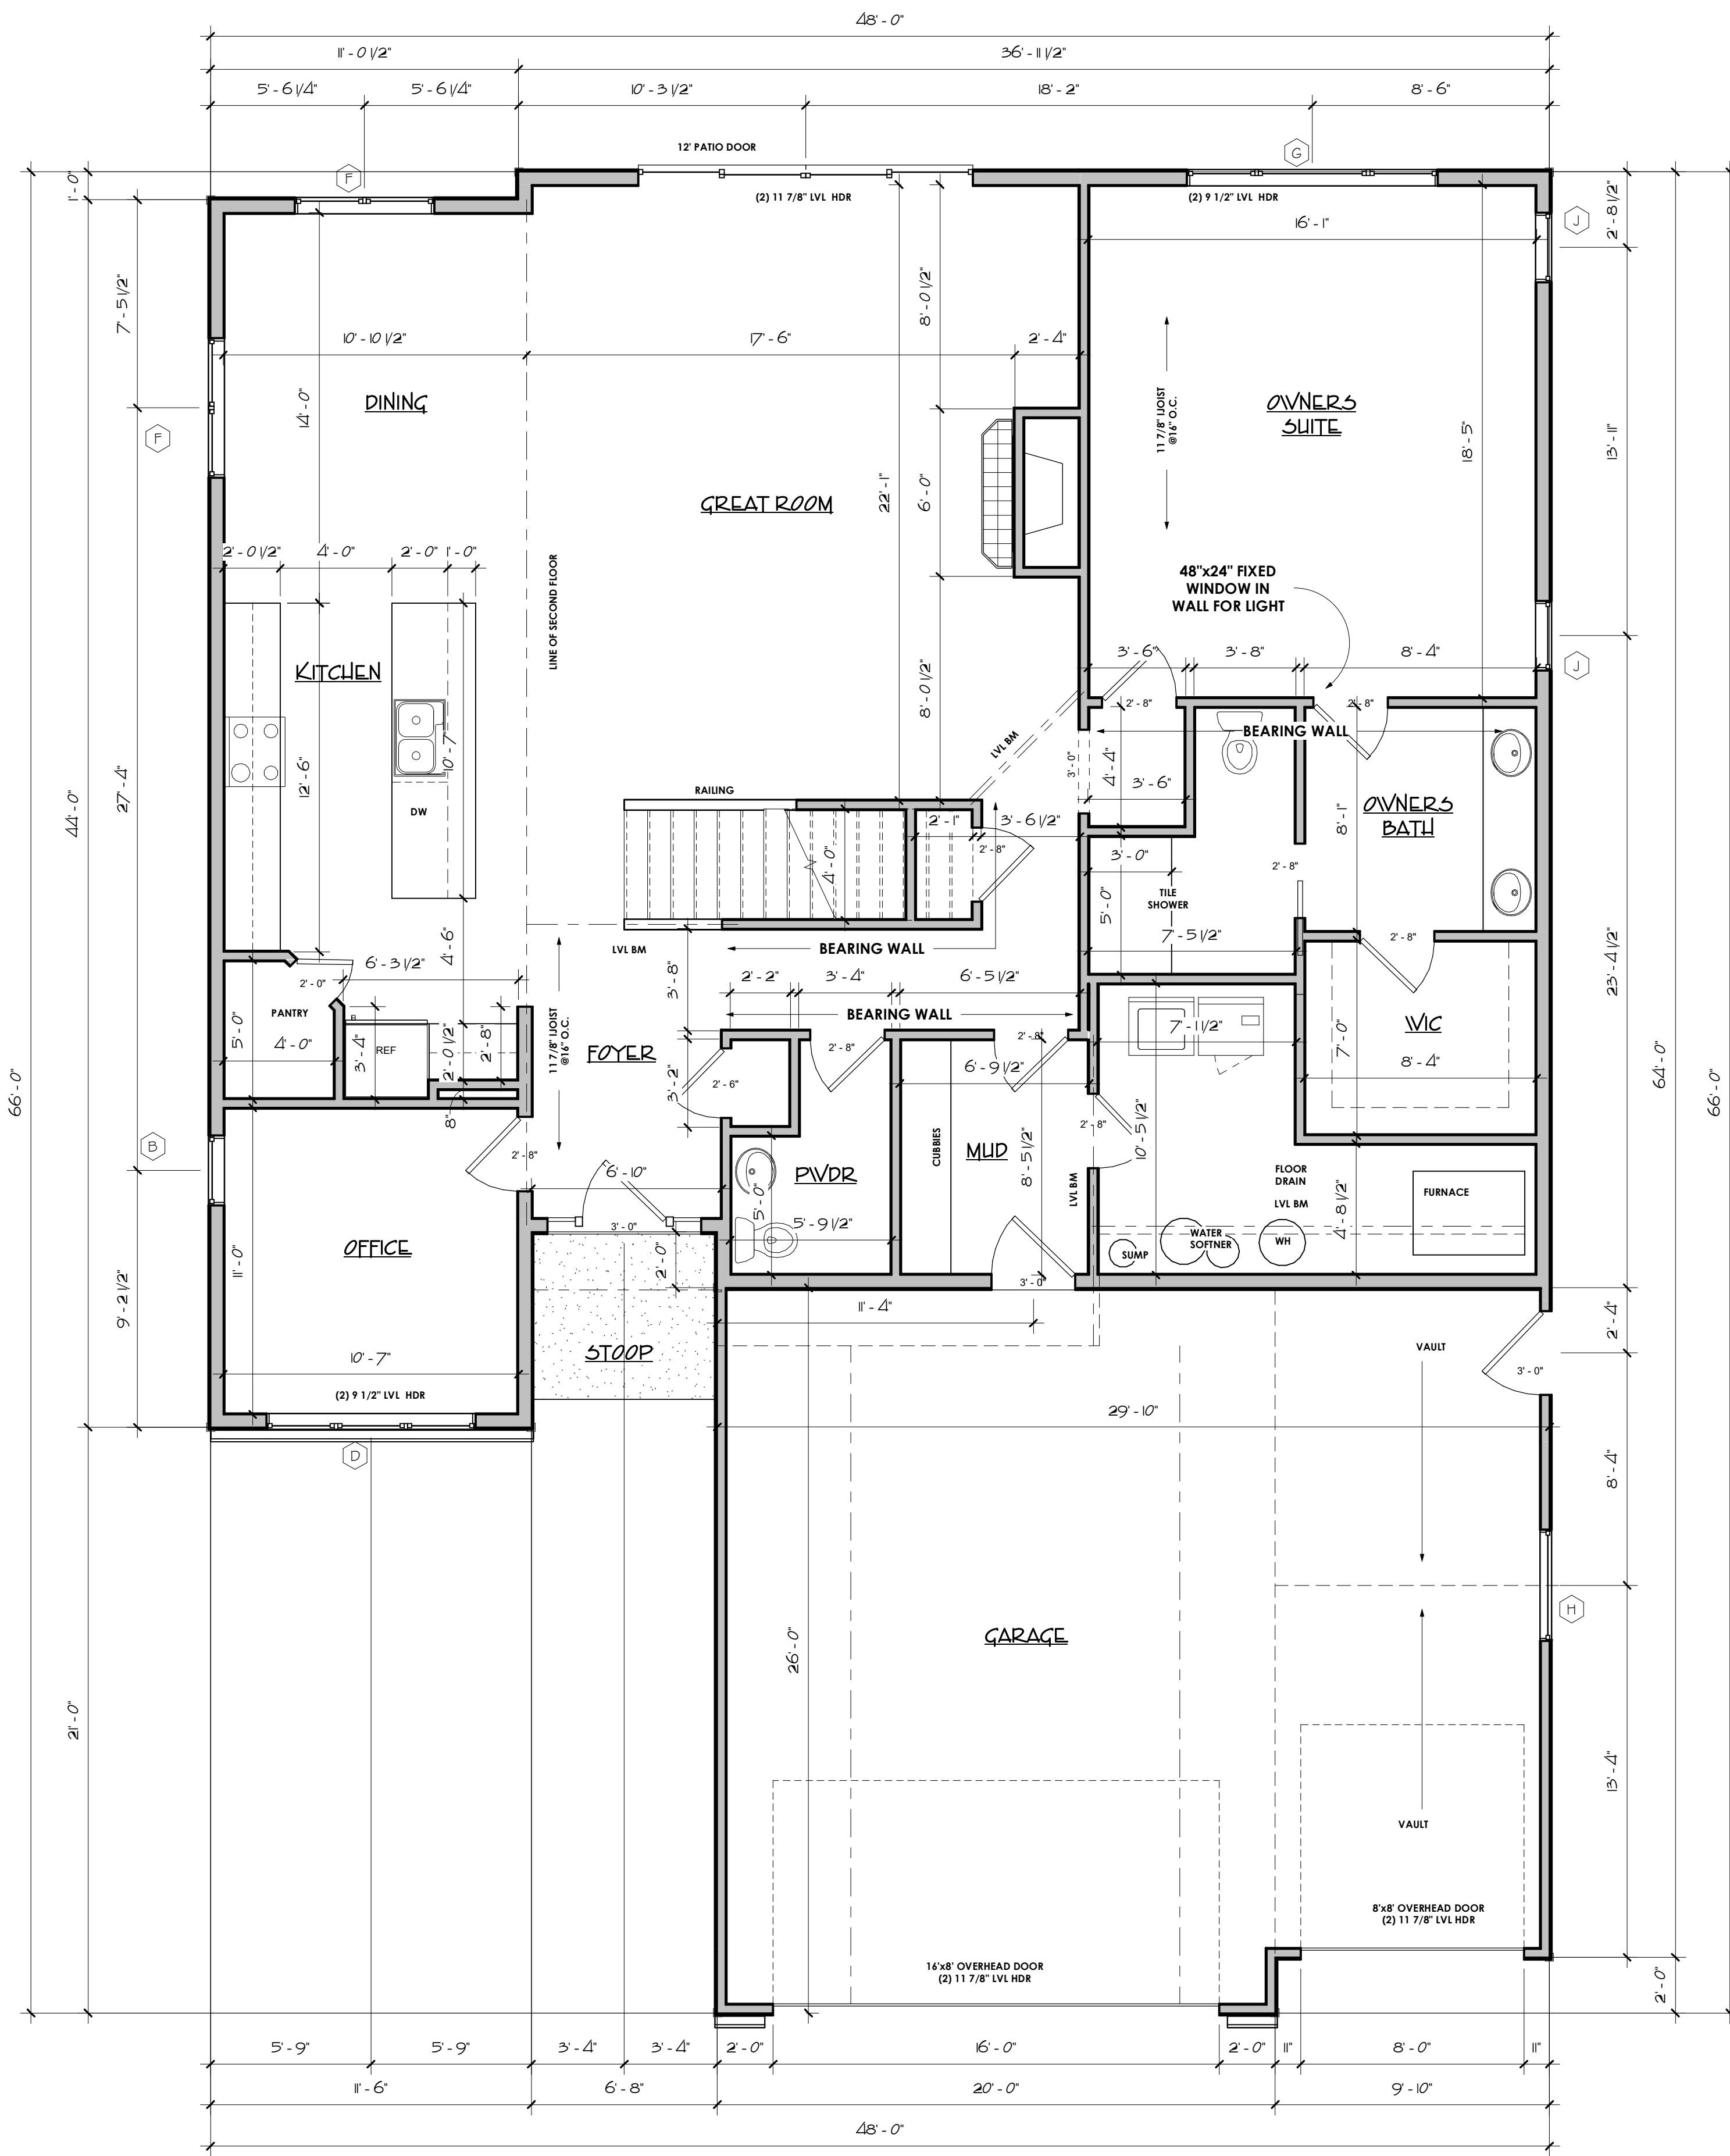 48' - 0"
11' - 0 1/2"
36' - 11 1/2"
5' - 6 1/4"
5' - 6 1/4"
10' - 3 1/2"
18' - 2"
8' - 6"
12' PATIO DOOR
G
F
1' - 0"
(2) 11 7/8" LVL HDR
(2) 9 1/2" LVL HDR
J
2' - 8 1/2"
16' - 1"
7' - 5 1/2"
8' - 0 1/2"
10' - 10 1/2"
17' - 6"
2' - 4"
DINING
14' - 0"
OWNERS
SUITE
11 7/8" IJOIST
@16" O.C.
18' - 5"
13' - 11"
F
GREAT ROOM
22' - 1"
6' - 0"
2' - 0 1/2"
4' - 0"
2' - 0"
1' - 0"
LINE OF SECOND FLOOR
48"x24" FIXED
WINDOW IN
WALL FOR LIGHT
KITCHEN
8' - 0 1/2"
3' - 6"
3' - 8"
8' - 4"
J
2' - 8"
2' - 8"
BEARING WALL
LVL BM
10' - 7"
12' - 6"
3' - 0"
4' - 4"
3' - 6"
27' - 4"
44' - 0"
DW
RAILING
OWNERS
BATH
8' - 1"
2' - 1"
3' - 6 1/2"
2' - 8"
4' - 0"
3' - 0"
2' - 8"
TILE
SHOWER
5' - 0"
7' - 5 1/2"
2' - 8"
4' - 6"
LVL BM
BEARING WALL
6' - 3 1/2"
2' - 0"
3' - 8"
2' - 2"
3' - 4"
6' - 5 1/2"
23' - 4 1/2"
PANTRY
5' - 0"
4' - 0"
3' - 4"
REF
2' - 0 1/2"
2' - 8"
11 7/8" IJOIST
@16" O.C.
FOYER
BEARING WALL
2' - 8"
2' - 8"
7' - 1 1/2"
7' - 0"
WIC
8' - 4"
6' - 9 1/2"
3' - 2"
2' - 6"
66' - 0"
64' - 0"
66' - 0"
8"
B
2' - 8"
CUBBIES
MUD
8' - 5 1/2"
2' - 8"
10' - 5 1/2"
6' - 10"
PWDR
5' - 0"
5' - 9 1/2"
LVL BM
FLOOR
DRAIN
LVL BM
4' - 8 1/2"
FURNACE
3' - 0"
OFFICE
11' - 0"
2' - 0"
SUMP
WATER
SOFTNER
WH
3' - 0"
9' - 2 1/2"
11' - 4"
2' - 4"
STOOP
VAULT
3' - 0"
10' - 7"
(2) 9 1/2" LVL HDR
29' - 10"
D
8' - 4"
H
GARAGE
26' - 0"
21' - 0"
13' - 4"
VAULT
8'x8' OVERHEAD DOOR
(2) 11 7/8" LVL HDR
16'x8' OVERHEAD DOOR
(2) 11 7/8" LVL HDR
2' - 0"
5' - 9"
5' - 9"
3' - 4"
3' - 4"
2' - 0"
16' - 0"
2' - 0"
11"
8' - 0"
11"
11' - 6"
6' - 8"
20' - 0"
9' - 10"
48' - 0"